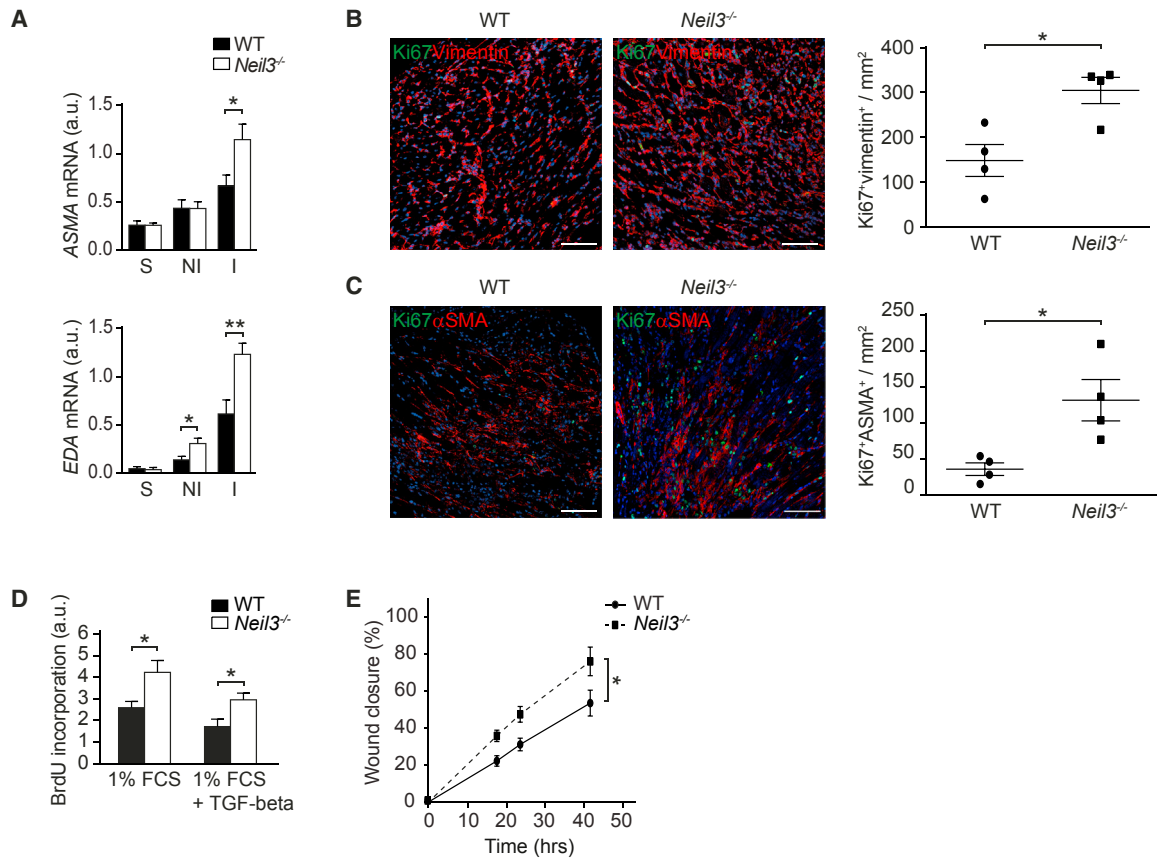 A
WT
Neil3-/-
ASMA mRNA (a.u.)
1.5
1.0
0.5
0.0
*
S NI I
EDA mRNA (a.u.)
1.5
1.0
0.5
0.0
*
**
S NI I
B
WT Neil3-/-
Ki67Vimentin
Ki67Vimentin
Ki67+vimentin+ / mm2
400
300
200
100
0
*
WT Neil3-/-
C
WT Neil3-/-
Ki67αSMA
Ki67αSMA
Ki67+ASMA+ / mm2
250
200
150
100
50
0
*
WT Neil3-/-
D
WT
Neil3-/-
BrdU incorporation (a.u.)
6
5
4
3
2
1
0
*
*
1% FCS 1% FCS
+ TGF-beta
E
WT
Neil3-/-
Wound closure (%)
100
80
60
40
20
0
*
0 10 20 30 40 50
Time (hrs)